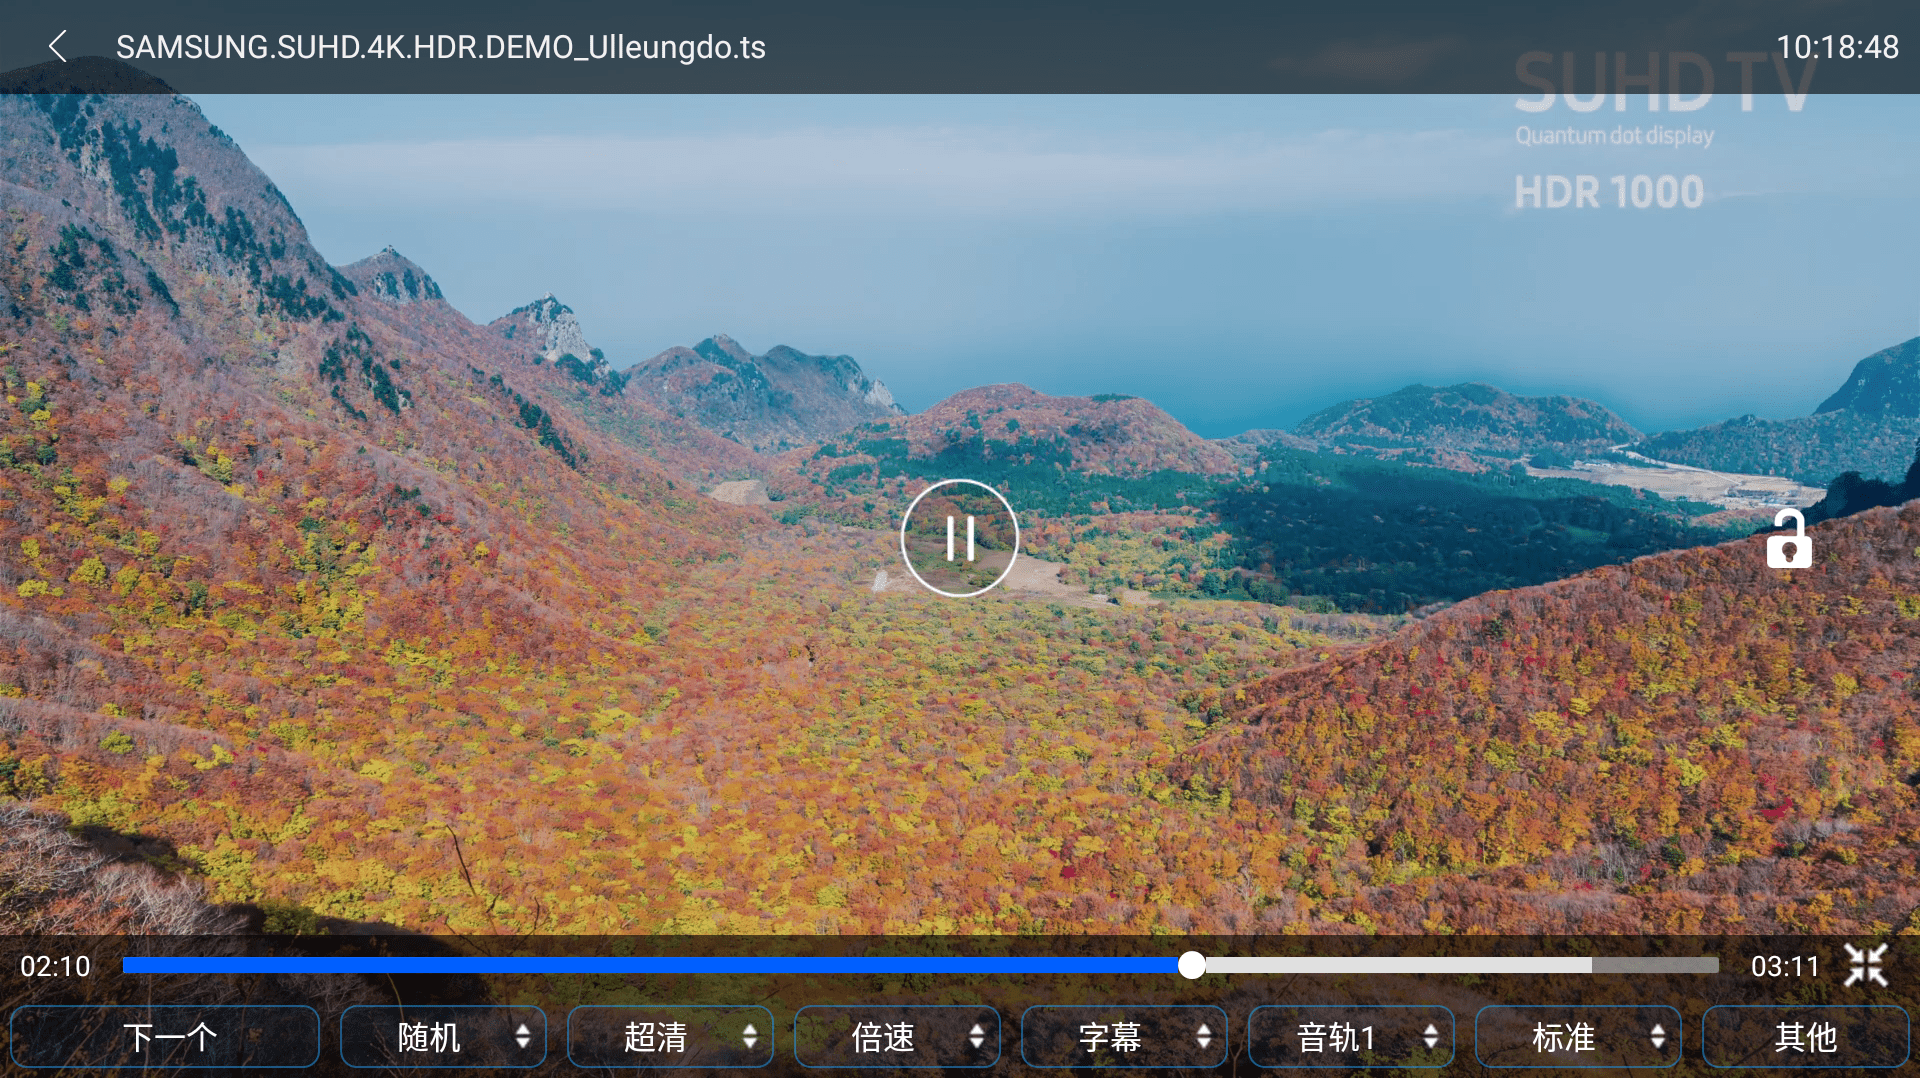 SAMSUNG.SUHD.4K.HDR.DEMO_Ulleungdo.ts
10:18:48
SUHD TV
Quantum dot display
HDR 1000
02:10
03:11
下一个
随机
超清
倍速
字幕
音轨1
标准
其他